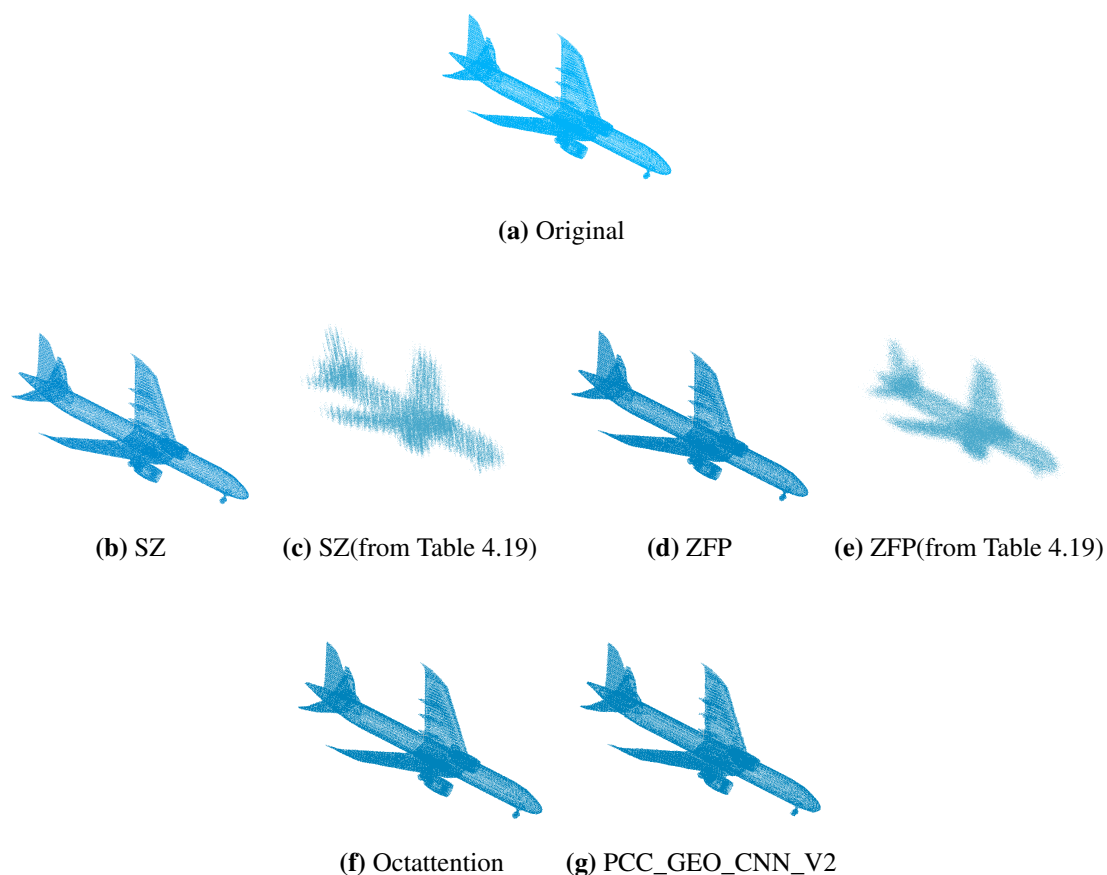 (a) Original
(b) SZ
(c) SZ(from Table 4.19)
(d) ZFP
(e) ZFP(from Table 4.19)
(f) Octattention
(g) PCC_GEO_CNN_V2